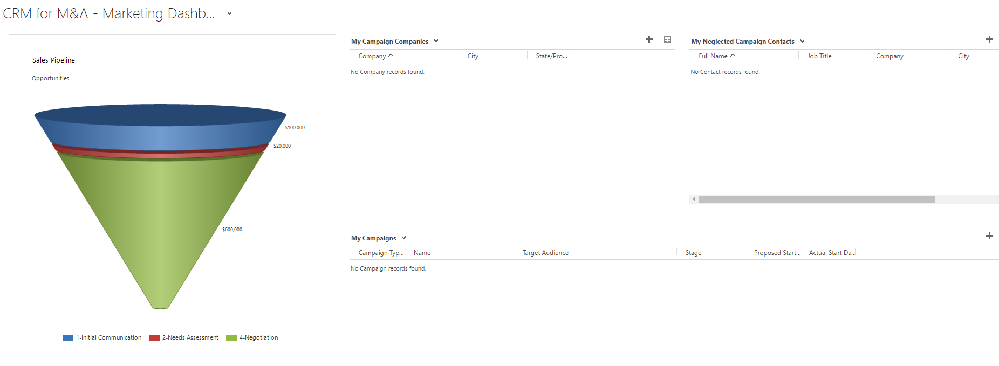 CRM for M&A - Marketing Dashb...
Sales Pipeline
Opportunities
$100,000
$20,000
$600,000
1-Initial Communication 2-Needs Assessment 4-Negotiation
My Campaign Companies
Company City State/Pro...
No Company records found.
My Neglected Campaign Contacts
Full Name Job Title Company City
No Contact records found.
My Campaigns
Campaign Typ... Name Target Audience Stage Proposed Start... Actual Start Da...
No Campaign records found.